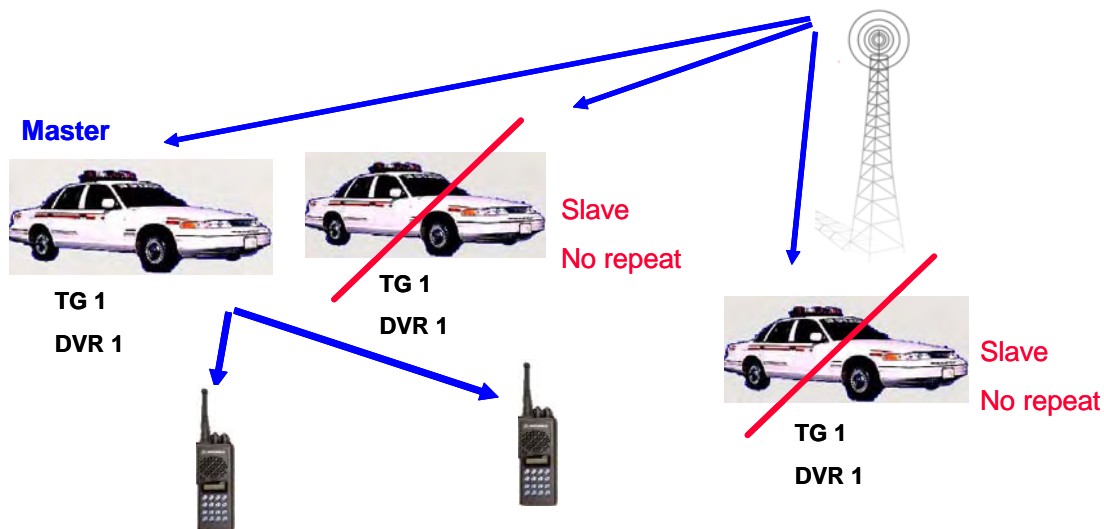 Master
Slave
No repeat
TG 1
DVR 1
TG 1
DVR 1
Slave
No repeat
TG 1
DVR 1